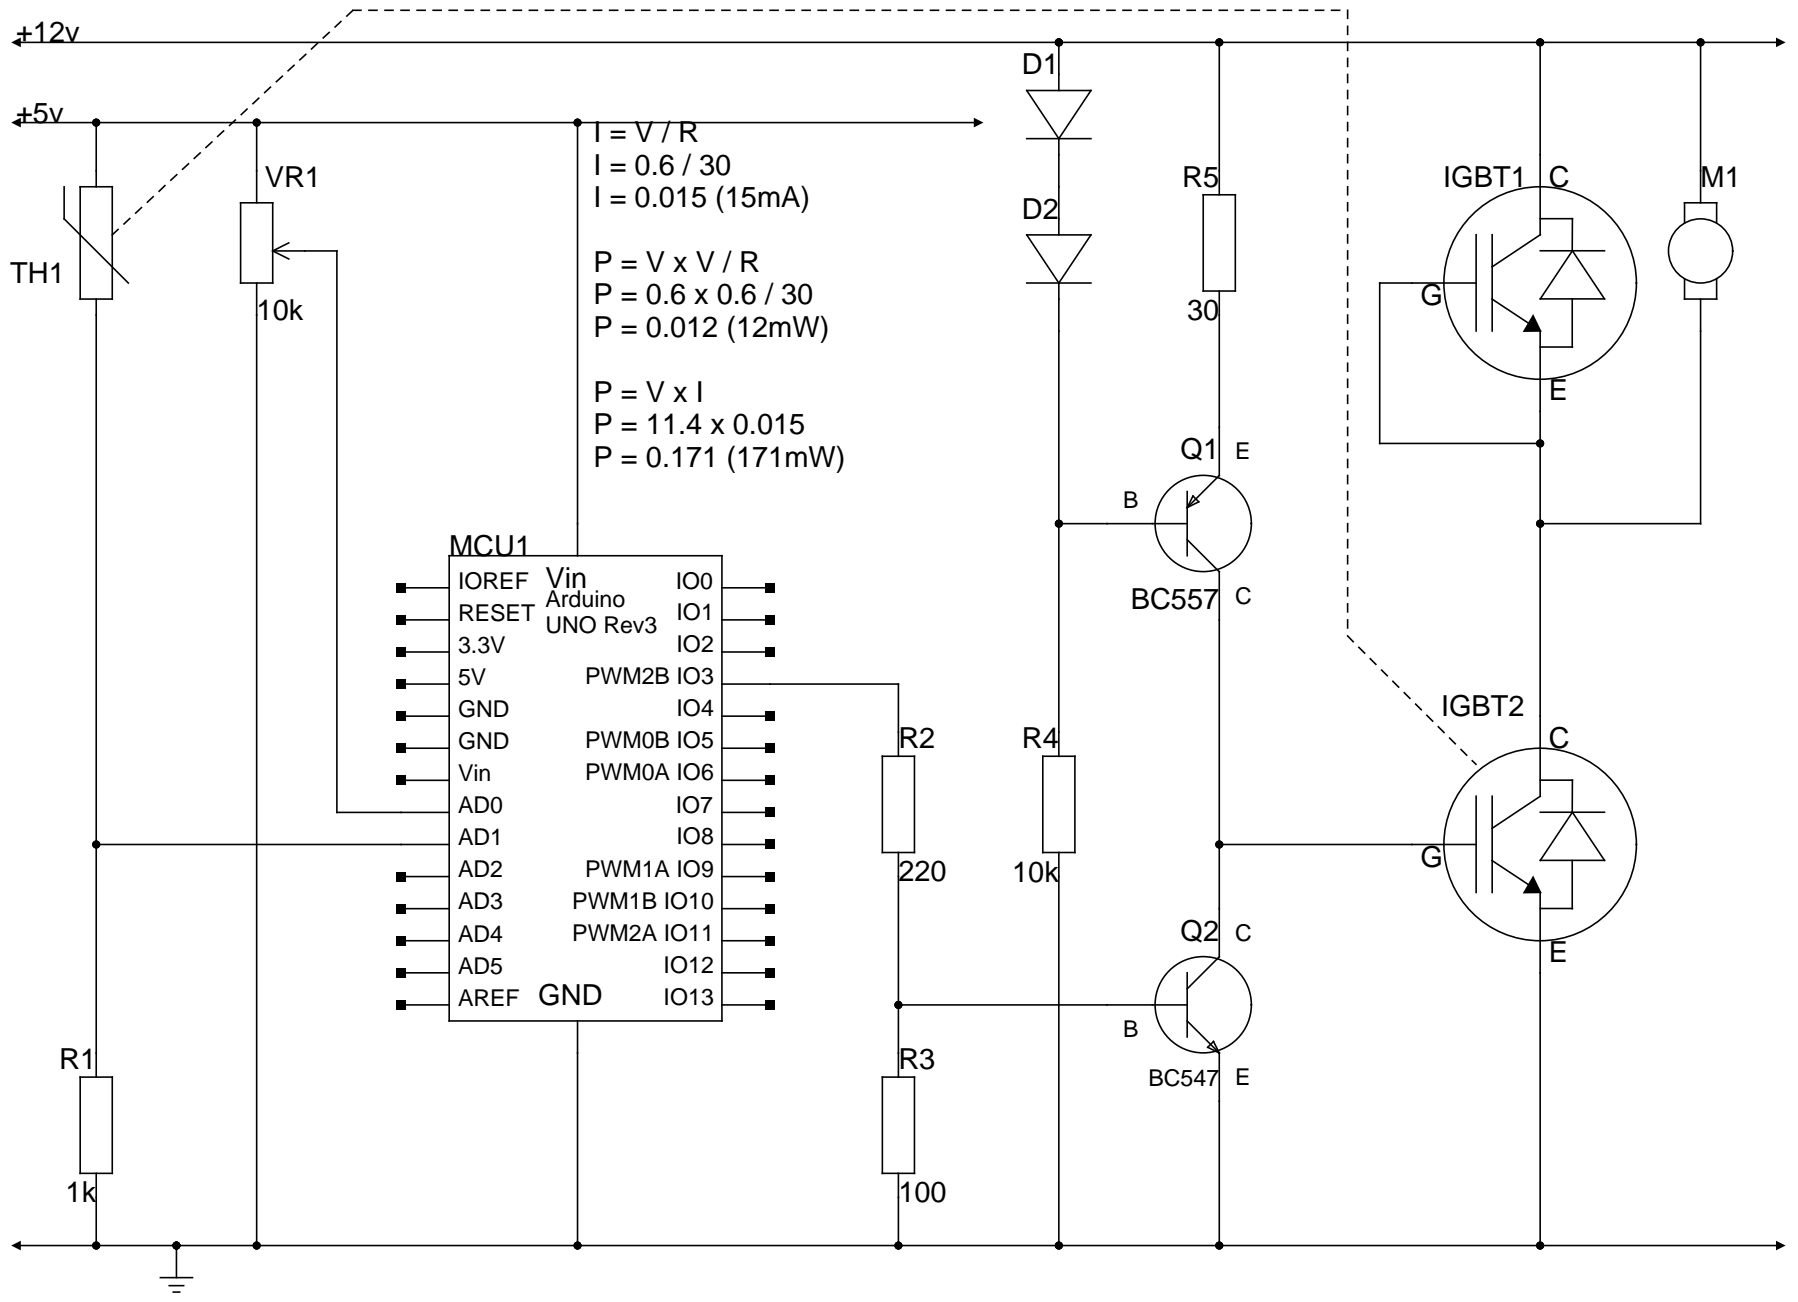 +12v
D1
+5v
I = V / R
I = 0.6 / 30
I = 0.015 (15mA)
VR1
R5
IGBT1
C
M1
D2
TH1
P = V x V / R
P = 0.6 x 0.6 / 30
P = 0.012 (12mW)
10k
30
G
P = V x I
P = 11.4 x 0.015
P = 0.171 (171mW)
E
Q1
E
B
BC557
C
MCU1
Vin
Arduino
UNO Rev3
IOREF
RESET
3.3V
5V
GND
GND
Vin
AD0
AD1
AD2
AD3
AD4
AD5
AREF
GND
IO0
IO1
IO2
PWM2B IO3
IO4
PWM0B IO5
PWM0A IO6
IO7
IO8
PWM1A IO9
PWM1B IO10
PWM2A IO11
IO12
IO13
R2
220
R4
10k
IGBT2
C
G
E
Q2
C
B
BC547
E
R1
1k
R3
100